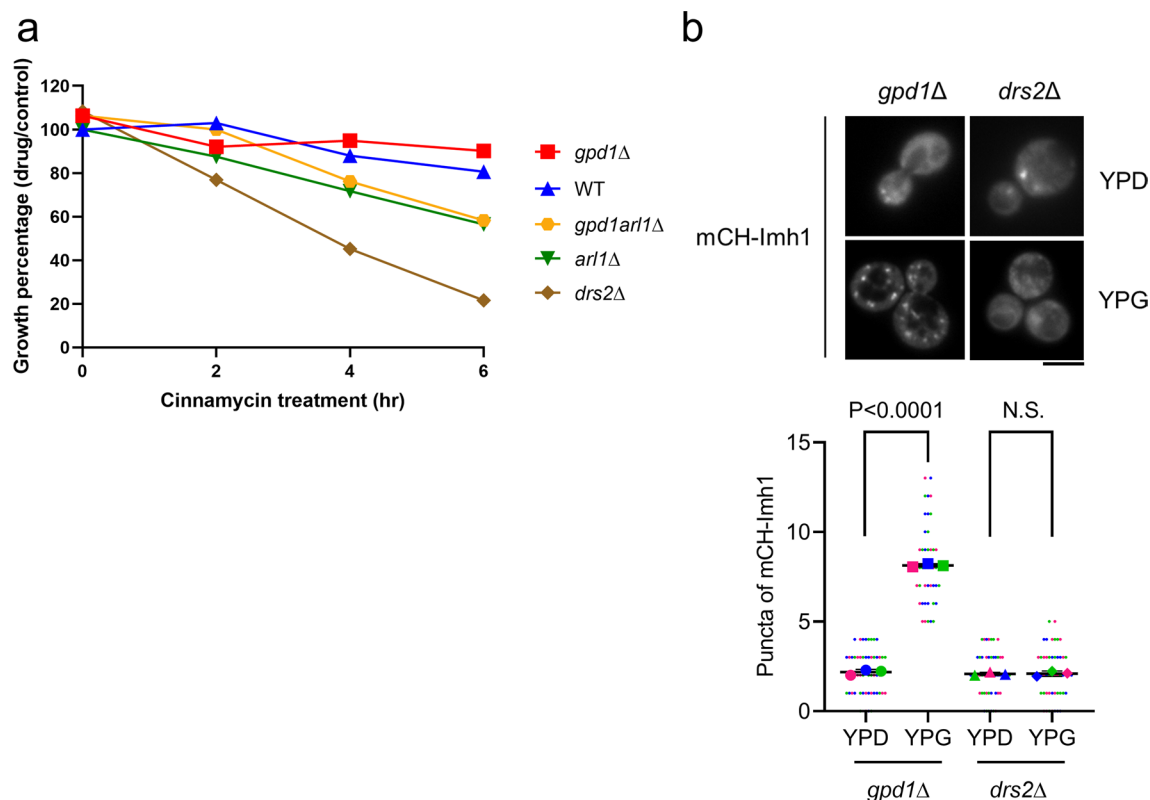 a
Growth percentage (drug/control)
120
100
80
60
40
20
0
0 2 4 6
Cinnamycin treatment (hr)
gpd1Δ
WT
gpd1arl1Δ
arl1Δ
drs2Δ
b
gpd1Δ drs2Δ
mCH-Imh1
YPD
YPG
P<0.0001 N.S.
Puncta of mCH-Imh1
15
10
5
0
YPD YPG YPD YPG
gpd1Δ drs2Δ